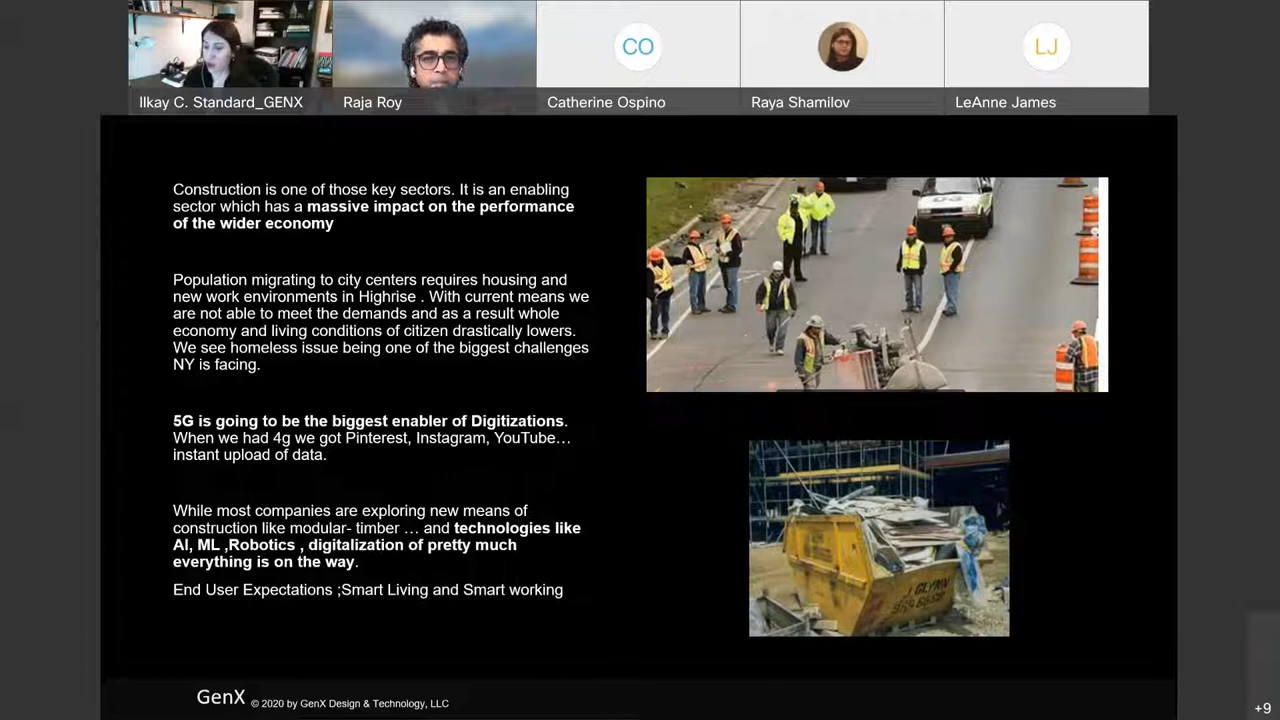 Ilkay C. Standard_GENX
Raja Roy
CO
Catherine Ospino
Raya Shamilov
LJ
LeAnne James
Construction is one of those key sectors. It is an enabling
sector which has a massive impact on the performance
of the wider economy
Population migrating to city centers requires housing and
new work environments in Highrise . With current means we
are not able to meet the demands and as a result whole
economy and living conditions of citizen drastically lowers.
We see homeless issue being one of the biggest challenges
NY is facing.
5G is going to be the biggest enabler of Digitizations.
When we had 4g we got Pinterest, Instagram, YouTube…
instant upload of data.
While most companies are exploring new means of
construction like modular- timber … and technologies like
AI, ML ,Robotics , digitalization of pretty much
everything is on the way.
End User Expectations ;Smart Living and Smart working
J GLYNN
GenX © 2020 by GenX Design & Technology, LLC
+9